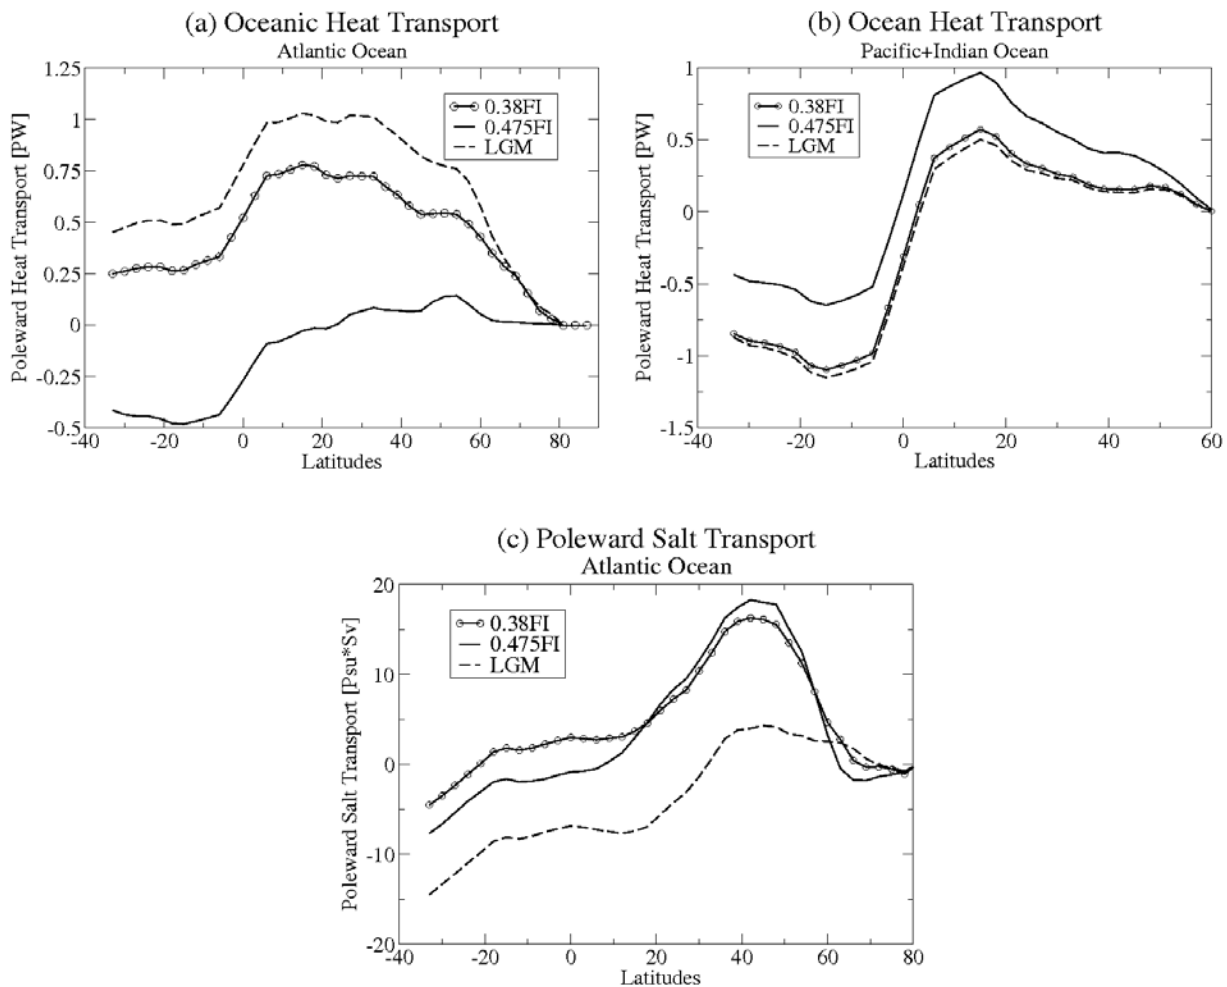 (a) Oceanic Heat Transport
Atlantic Ocean
Poleward Heat Transport [PW]
1.25
1
0.75
0.5
0.25
0
-0.25
-0.5
0.38FI
0.475FI
LGM
-40 -20 0 20 40 60 80
Latitudes
(b) Ocean Heat Transport
Pacific+Indian Ocean
Poleward Heat Transport [PW]
1
0.5
0
-0.5
-1
-1.5
0.38FI
0.475FI
LGM
-40 -20 0 20 40 60
Latitudes
(c) Poleward Salt Transport
Atlantic Ocean
Poleward Salt Transport [Psu*Sv]
20
10
0
-10
-20
0.38FI
0.475FI
LGM
-40 -20 0 20 40 60 80
Latitudes